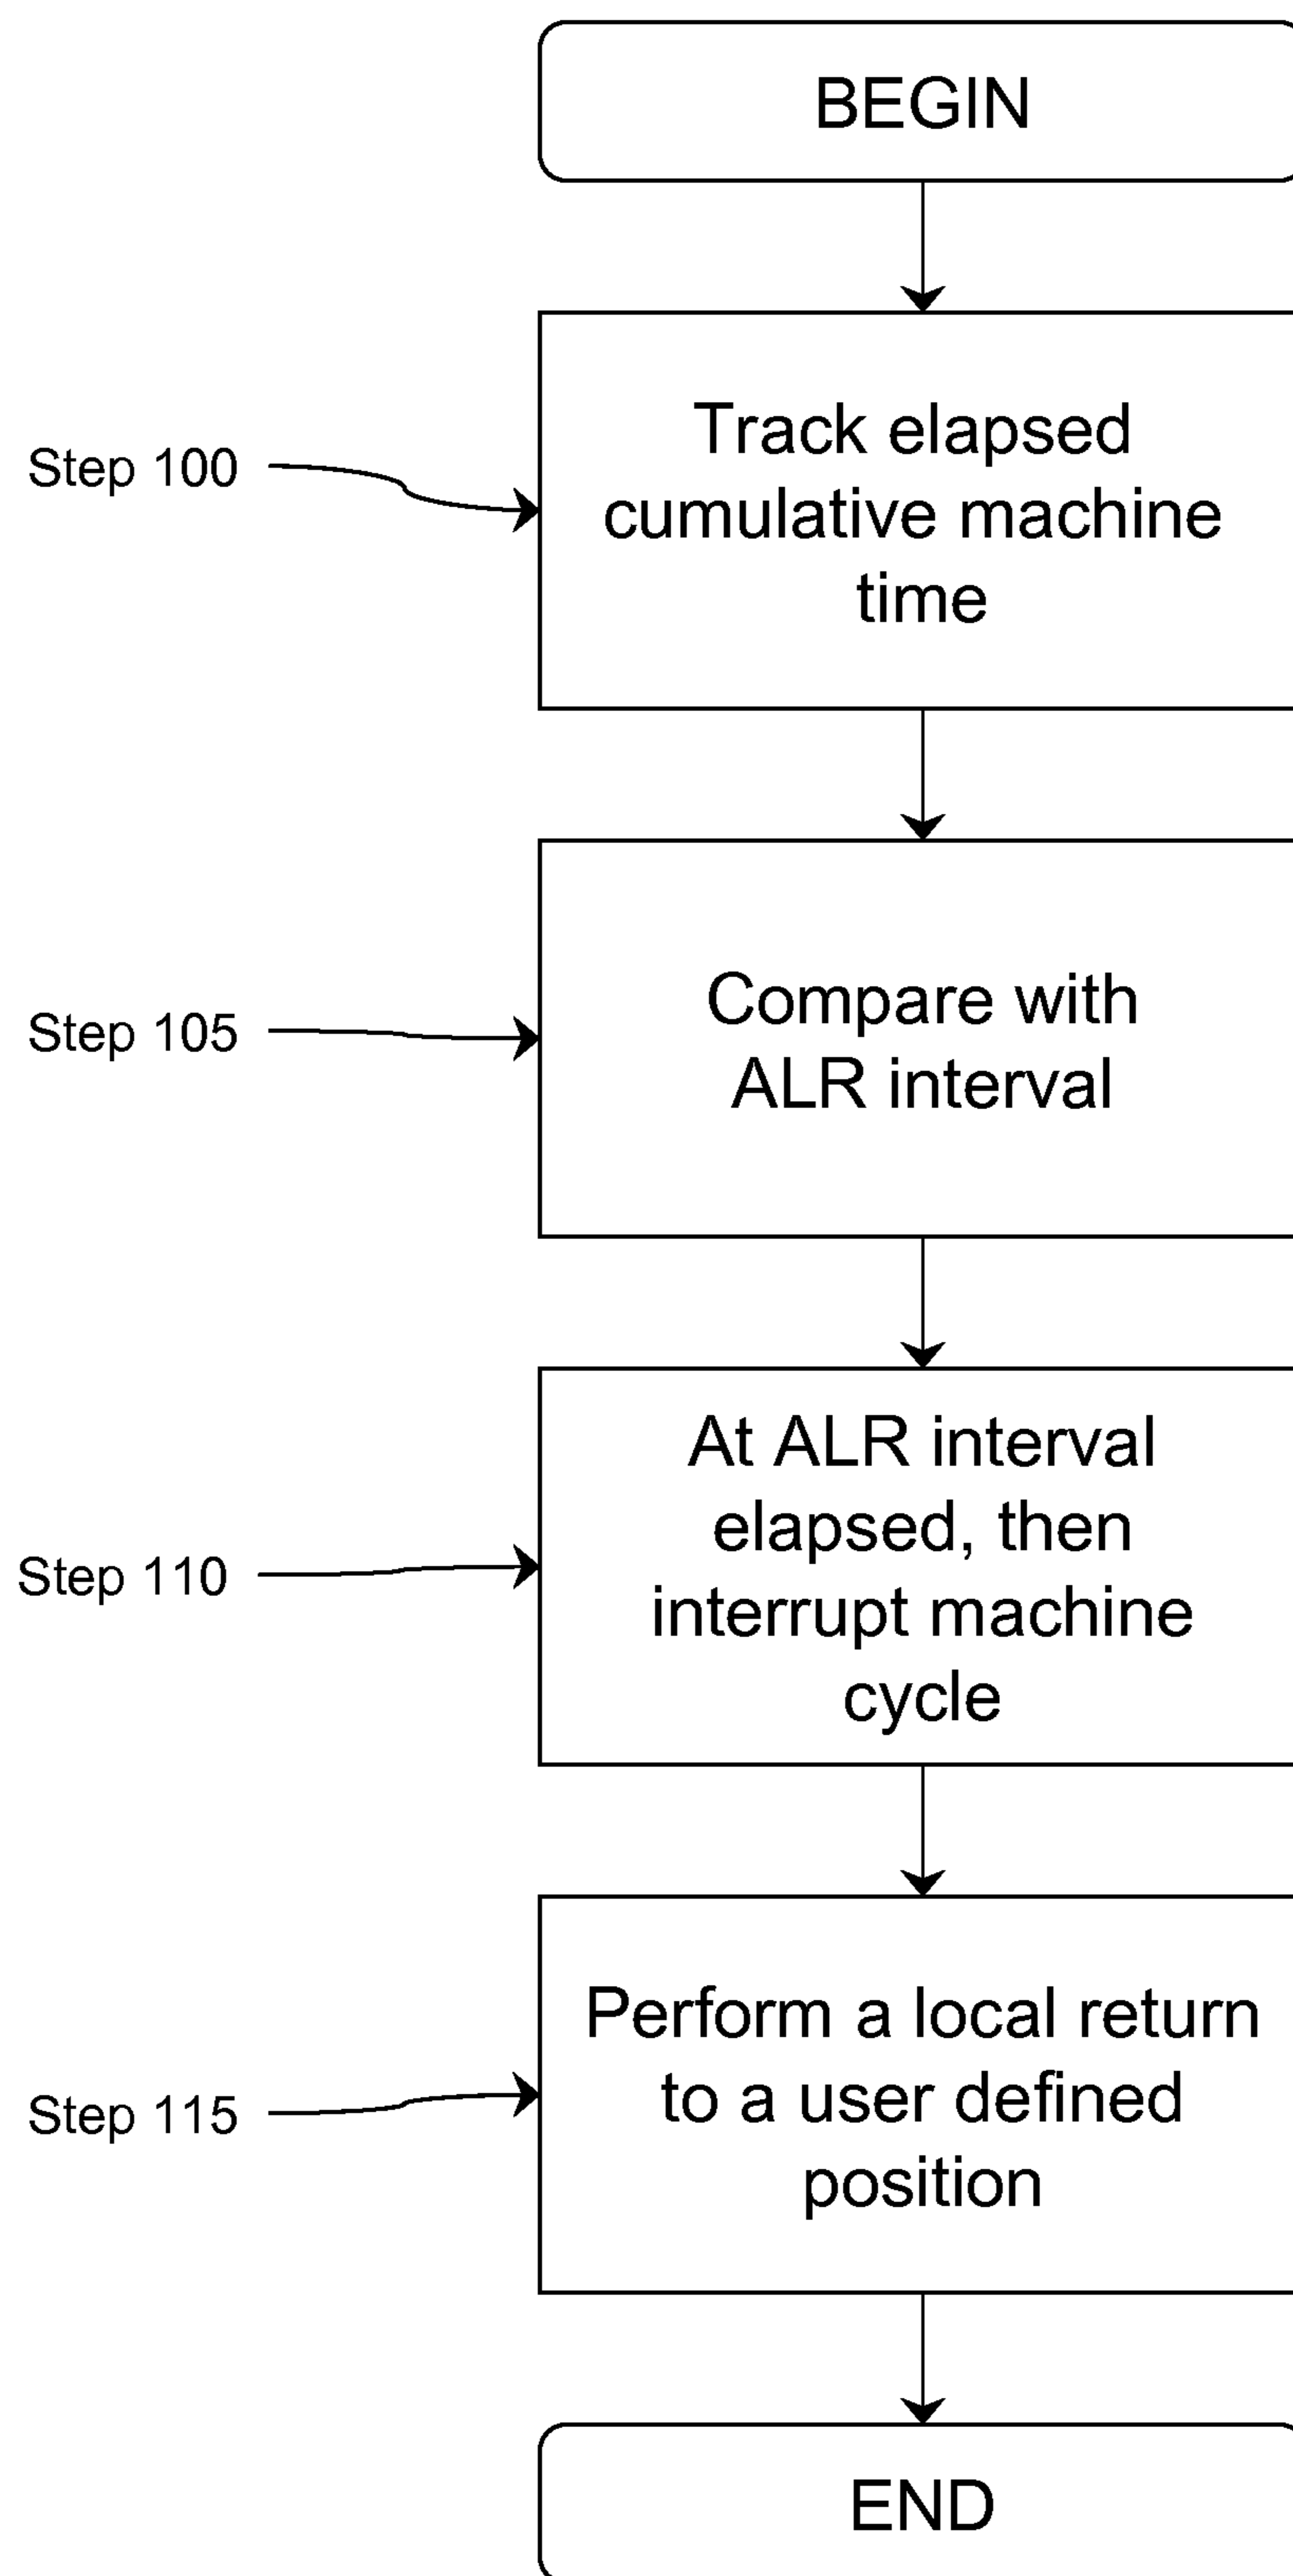 BEGIN
Step 100
Track elapsed
cumulative machine
time
Step 105
Compare with
ALR interval
Step 110
At ALR interval
elapsed, then
interrupt machine
cycle
Step 115
Perform a local return
to a user defined
position
END